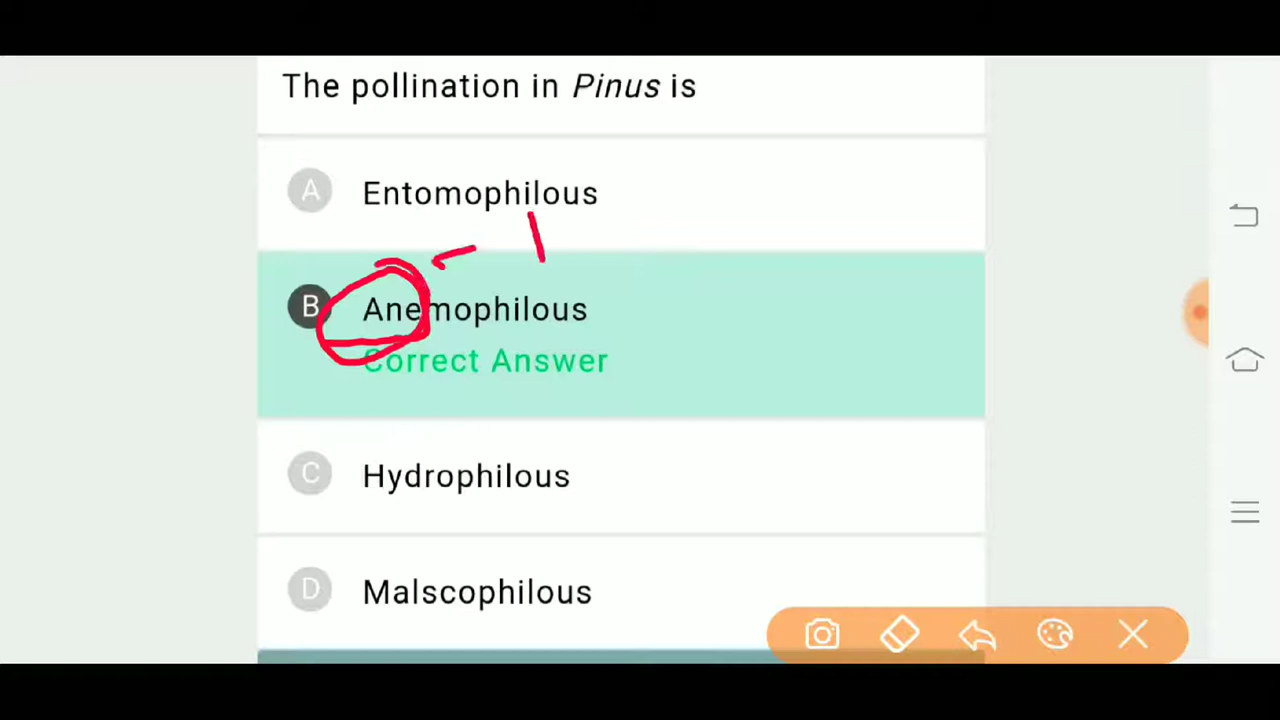 The pollination in Pinus is
A Entomophilous
B Anemophilous
Correct Answer
C Hydrophilous
D Malscophilous